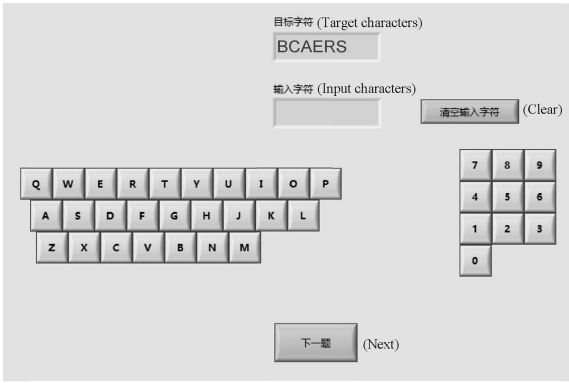 目标字符 (Target characters)
BCAERS
输入字符 (Input characters)
清空输入字符 (Clear)
Q W E R T Y U I O P
A S D F G H J K L
Z X C V B N M
7 8 9
4 5 6
1 2 3
0
下一题 (Next)